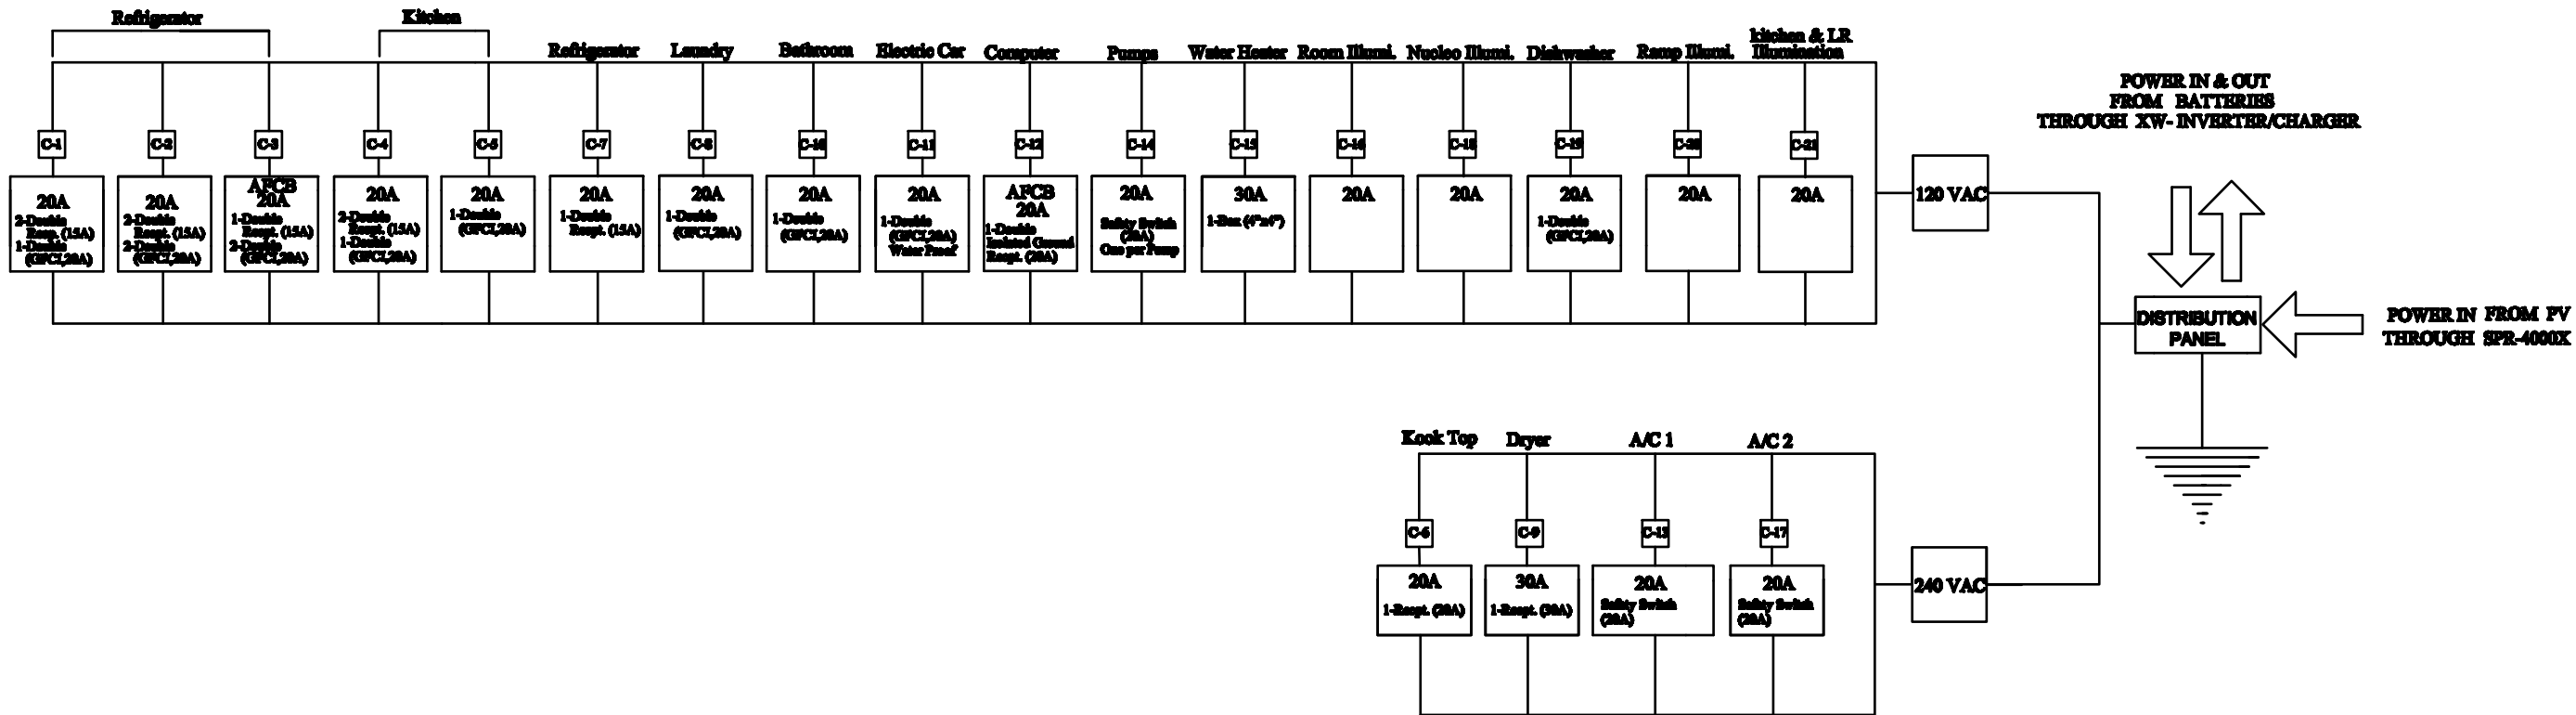 Refrigerator
Kitchen
Refrigerator
Laundry
Bathroom
Electric Car
Computer
Pumps
Water Heater
Room Illumi.
Nucleo Illumi.
Dishwasher
Ramp Illumi.
kitchen & LR
Illumination
C-1
C-2
C-3
C-4
C-5
C-7
C-8
C-10
C-11
C-12
C-14
C-15
C-16
C-18
C-19
C-20
C-21
20A
2-Double
Resp. (15A)
1-Double
(GFCI,20A)
20A
2-Double
Recpt. (15A)
2-Double
(GFCI,20A)
AFCB
20A
1-Double
Recpt. (15A)
2-Double
(GFCI,20A)
20A
2-Double
Recpt. (15A)
1-Double
(GFCI,20A)
20A
1-Double
(GFCI,20A)
20A
1-Double
Recpt. (15A)
20A
1-Double
(GFCI,20A)
20A
1-Double
(GFCI,20A)
20A
1-Double
(GFCI,20A)
Water Proof
AFCB
20A
1-Double
Isolated Ground
Recpt. (20A)
20A
Safety Switch
(20A)
One per Pump
30A
1-Box (4"x4")
20A
20A
20A
1-Double
(GFCI,20A)
20A
20A
120 VAC
POWER IN & OUT
FROM BATTERIES
THROUGH XW- INVERTER/CHARGER
DISTRIBUTION
PANEL
POWER IN FROM PV
THROUGH SPR-4000X
Kook Top
Dryer
A/C 1
A/C 2
C-6
C-9
C-13
C-17
20A
1-Recpt. (20A)
30A
1-Recpt. (30A)
20A
Safety Switch
(20A)
20A
Safety Switch
(20A)
240 VAC